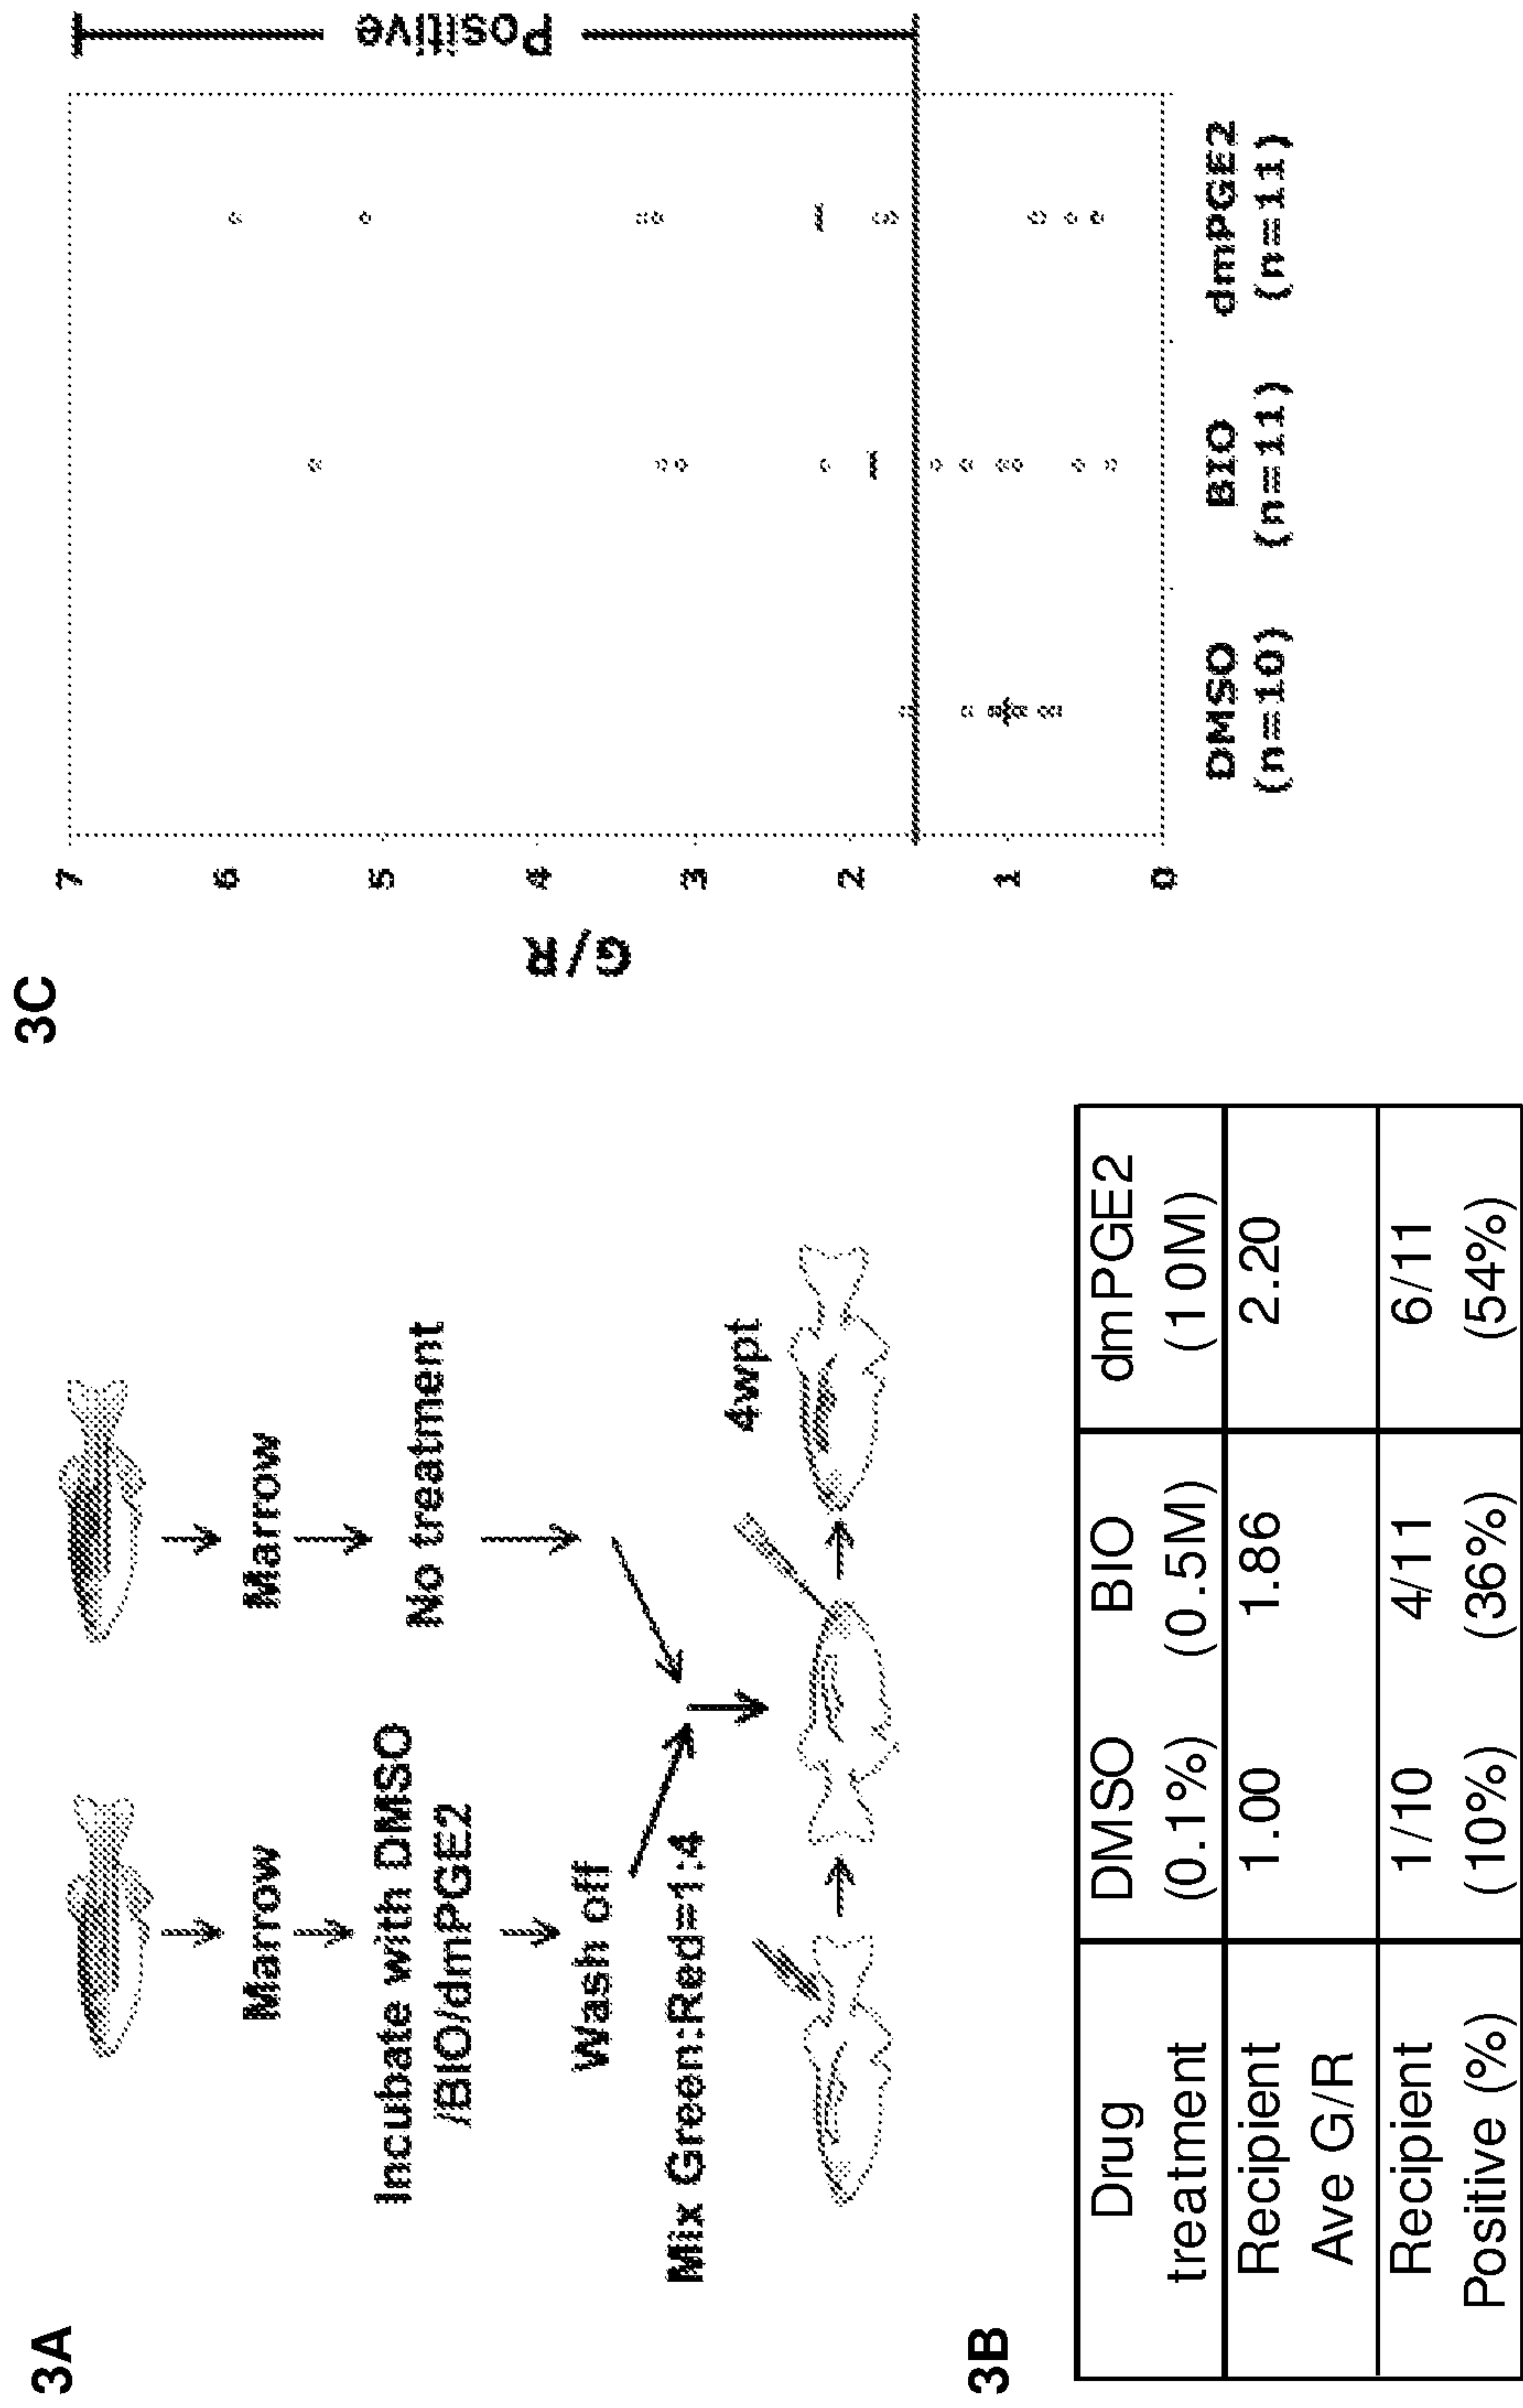 3A
Marrow
Marrow
Incubate with DMSO
/BIO/dmPGE2
No treatment
Wash off
Mix Green:Red=1:4
4wpt
3B
Drug treatment
DMSO (0.1%)
BIO (0.5M)
dmPGE2 (10M)
Recipient Ave G/R
1.00
1.86
2.20
Recipient Positive (%)
1/10 (10%)
4/11 (36%)
6/11 (54%)
3C
G/R
7
6
5
4
3
2
1
0
Positive
DMSO
(n=10)
BIO
(n=11)
dmPGE2
(n=11)